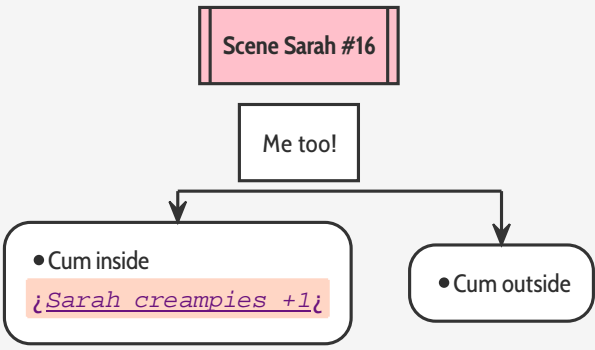 Scene Sarah #16
Me too!
●Cum inside
¿Sarah creampies +1¿
●Cum outside